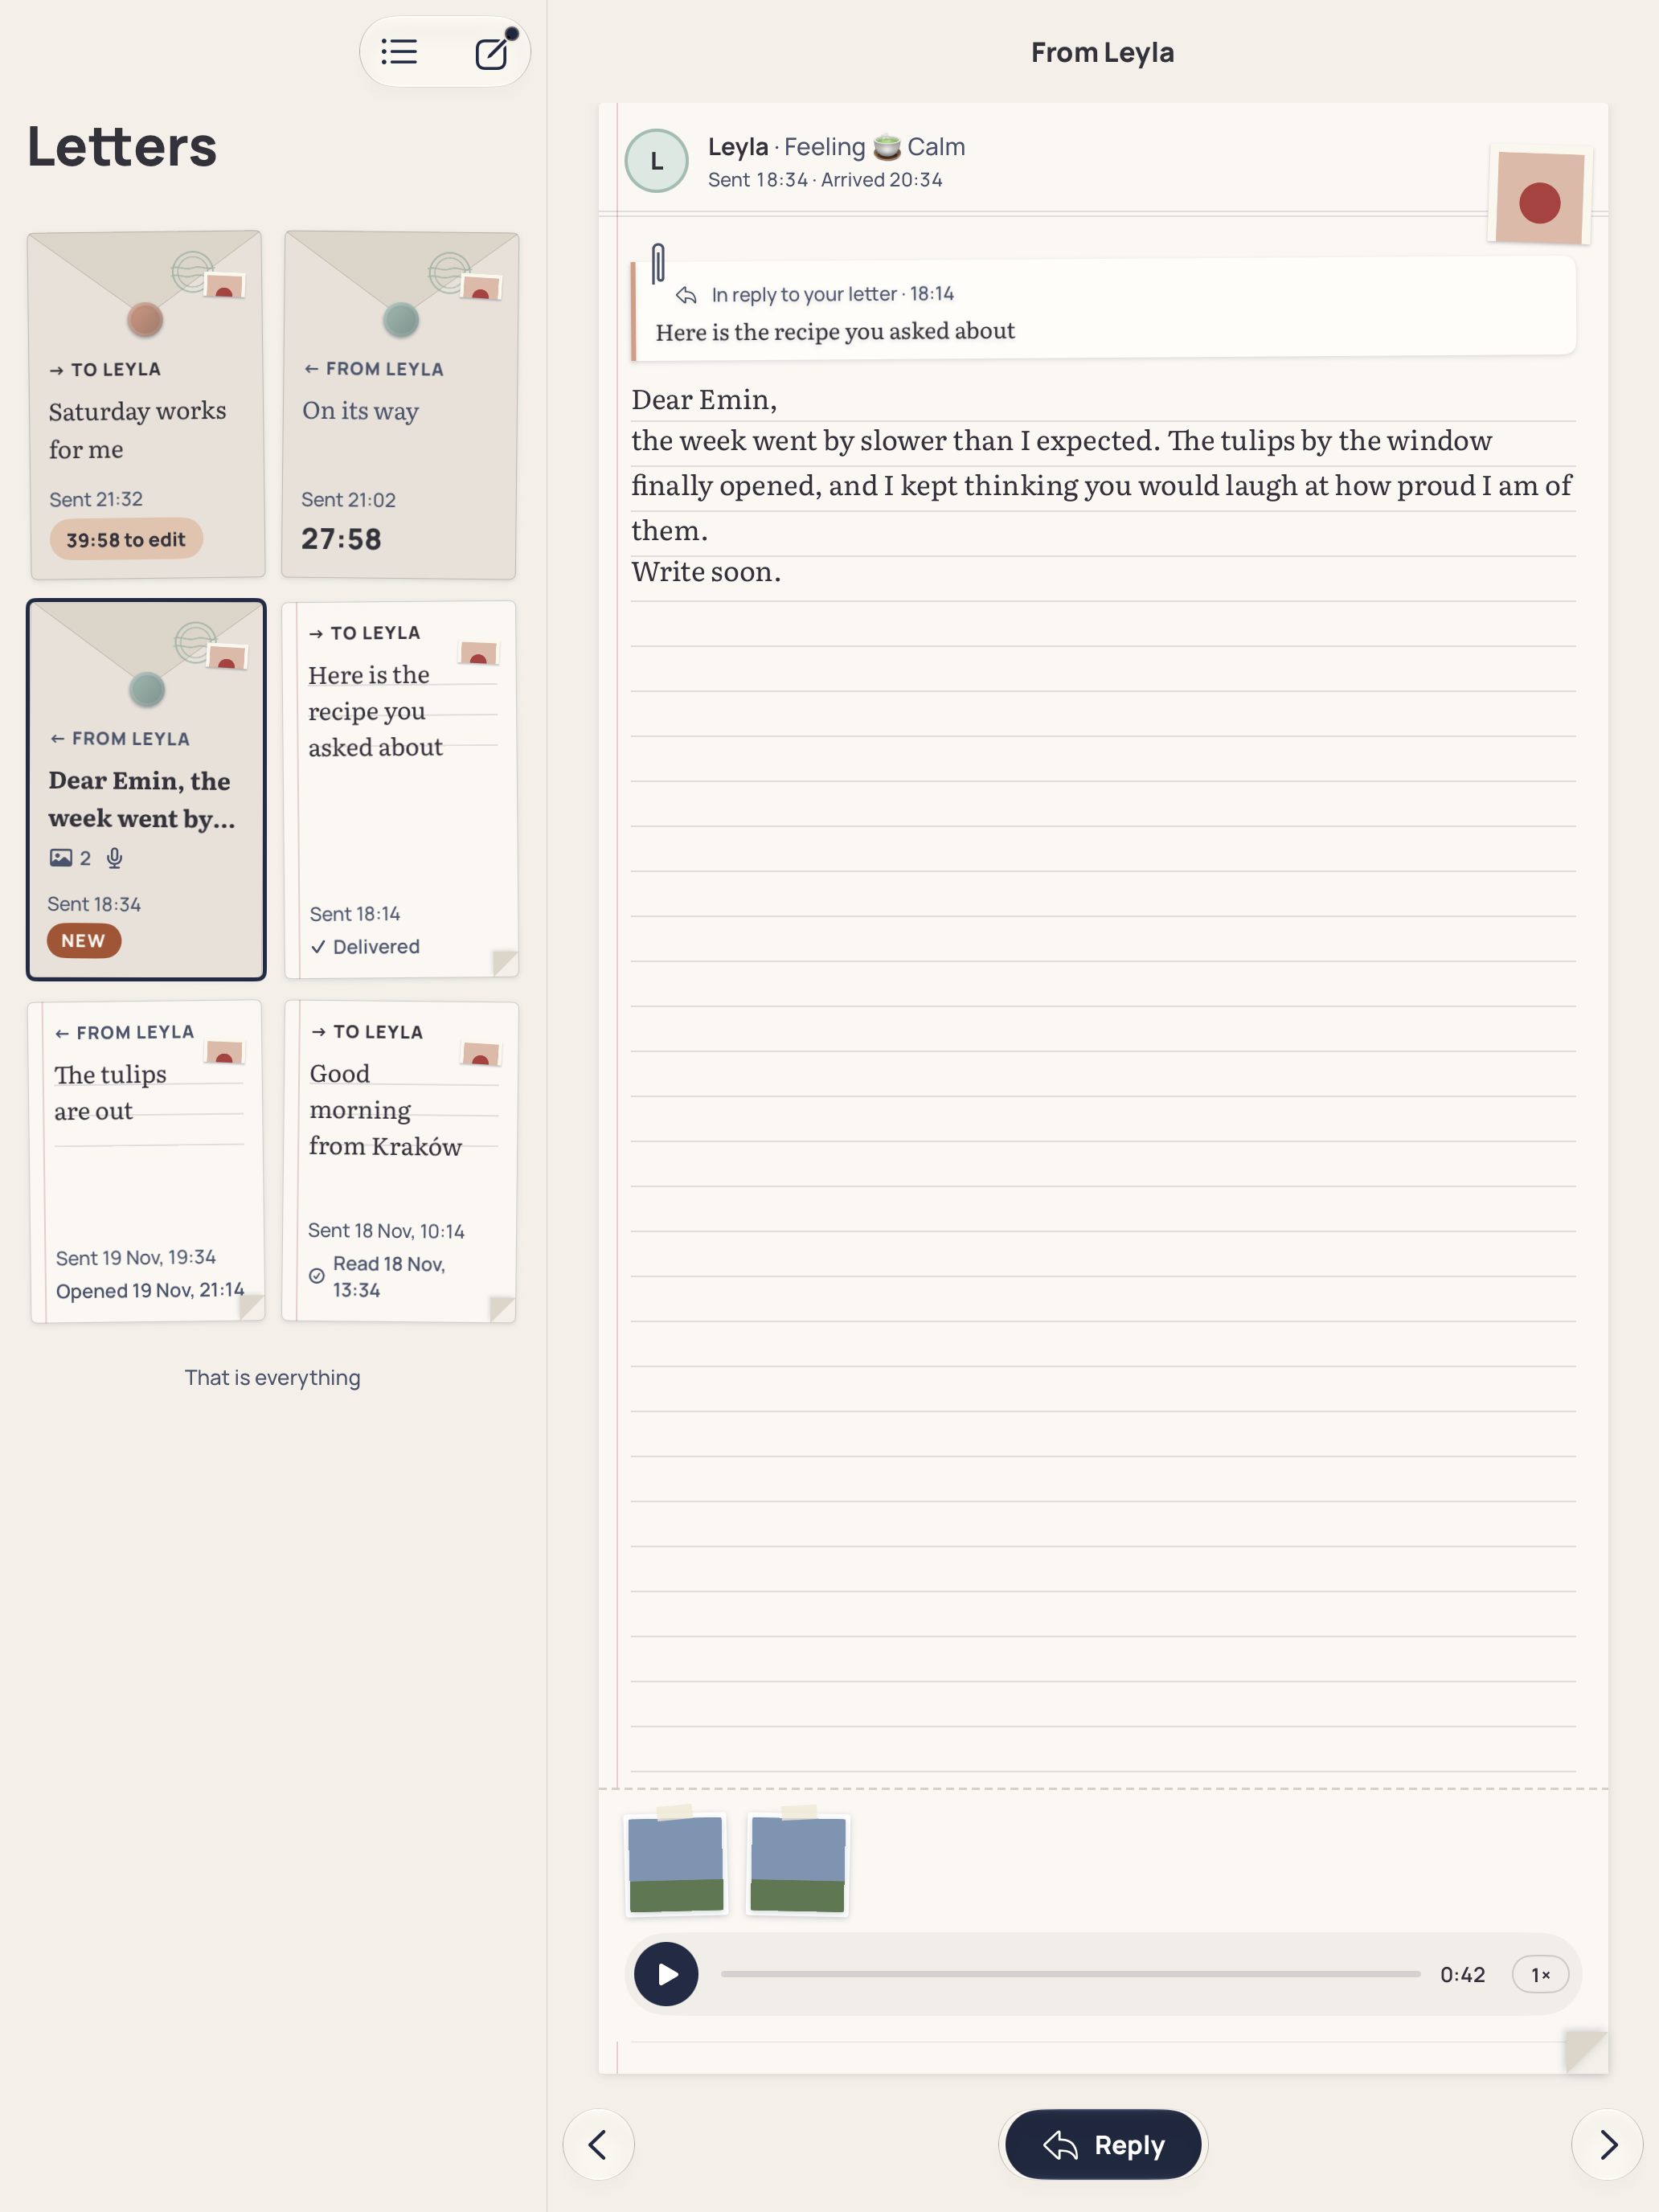 Letters
→ TO LEYLA
Saturday works
for me
Sent 21:32
39:58 to edit
← FROM LEYLA
On its way
Sent 21:02
27:58
← FROM LEYLA
Dear Emin, the
week went by...
2
Sent 18:34
NEW
→ TO LEYLA
Here is the
recipe you
asked about
Sent 18:14
✓ Delivered
← FROM LEYLA
The tulips
are out
Sent 19 Nov, 19:34
Opened 19 Nov, 21:14
→ TO LEYLA
Good
morning
from Kraków
Sent 18 Nov, 10:14
Read 18 Nov,
13:34
That is everything
From Leyla
L
Leyla · Feeling 🍵 Calm
Sent 18:34 · Arrived 20:34
In reply to your letter · 18:14
Here is the recipe you asked about
Dear Emin,
the week went by slower than I expected. The tulips by the window
finally opened, and I kept thinking you would laugh at how proud I am of
them.
Write soon.
0:42
1×
Reply